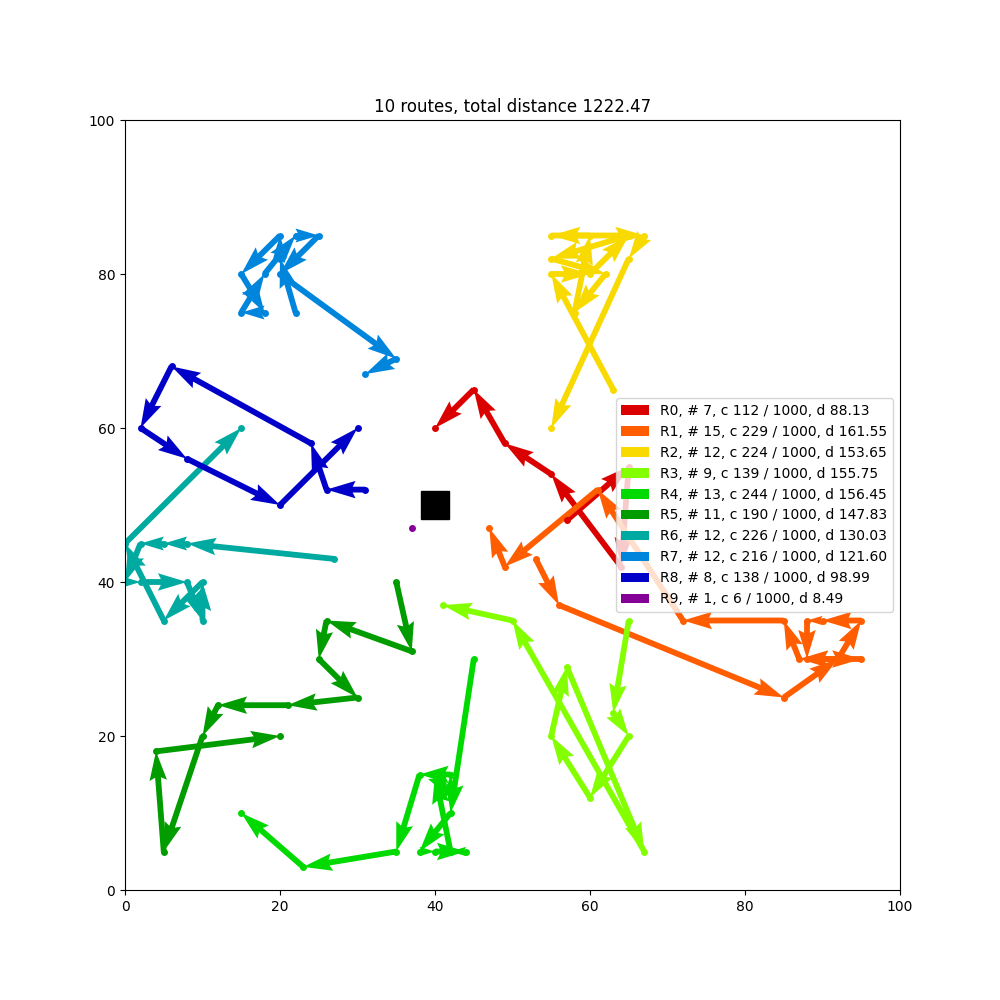 10 routes, total distance 1222.47
100
80
60
40
20
0
0 20 40 60 80 100
R0, # 7, c 112 / 1000, d 88.13
R1, # 15, c 229 / 1000, d 161.55
R2, # 12, c 224 / 1000, d 153.65
R3, # 9, c 139 / 1000, d 155.75
R4, # 13, c 244 / 1000, d 156.45
R5, # 11, c 190 / 1000, d 147.83
R6, # 12, c 226 / 1000, d 130.03
R7, # 12, c 216 / 1000, d 121.60
R8, # 8, c 138 / 1000, d 98.99
R9, # 1, c 6 / 1000, d 8.49